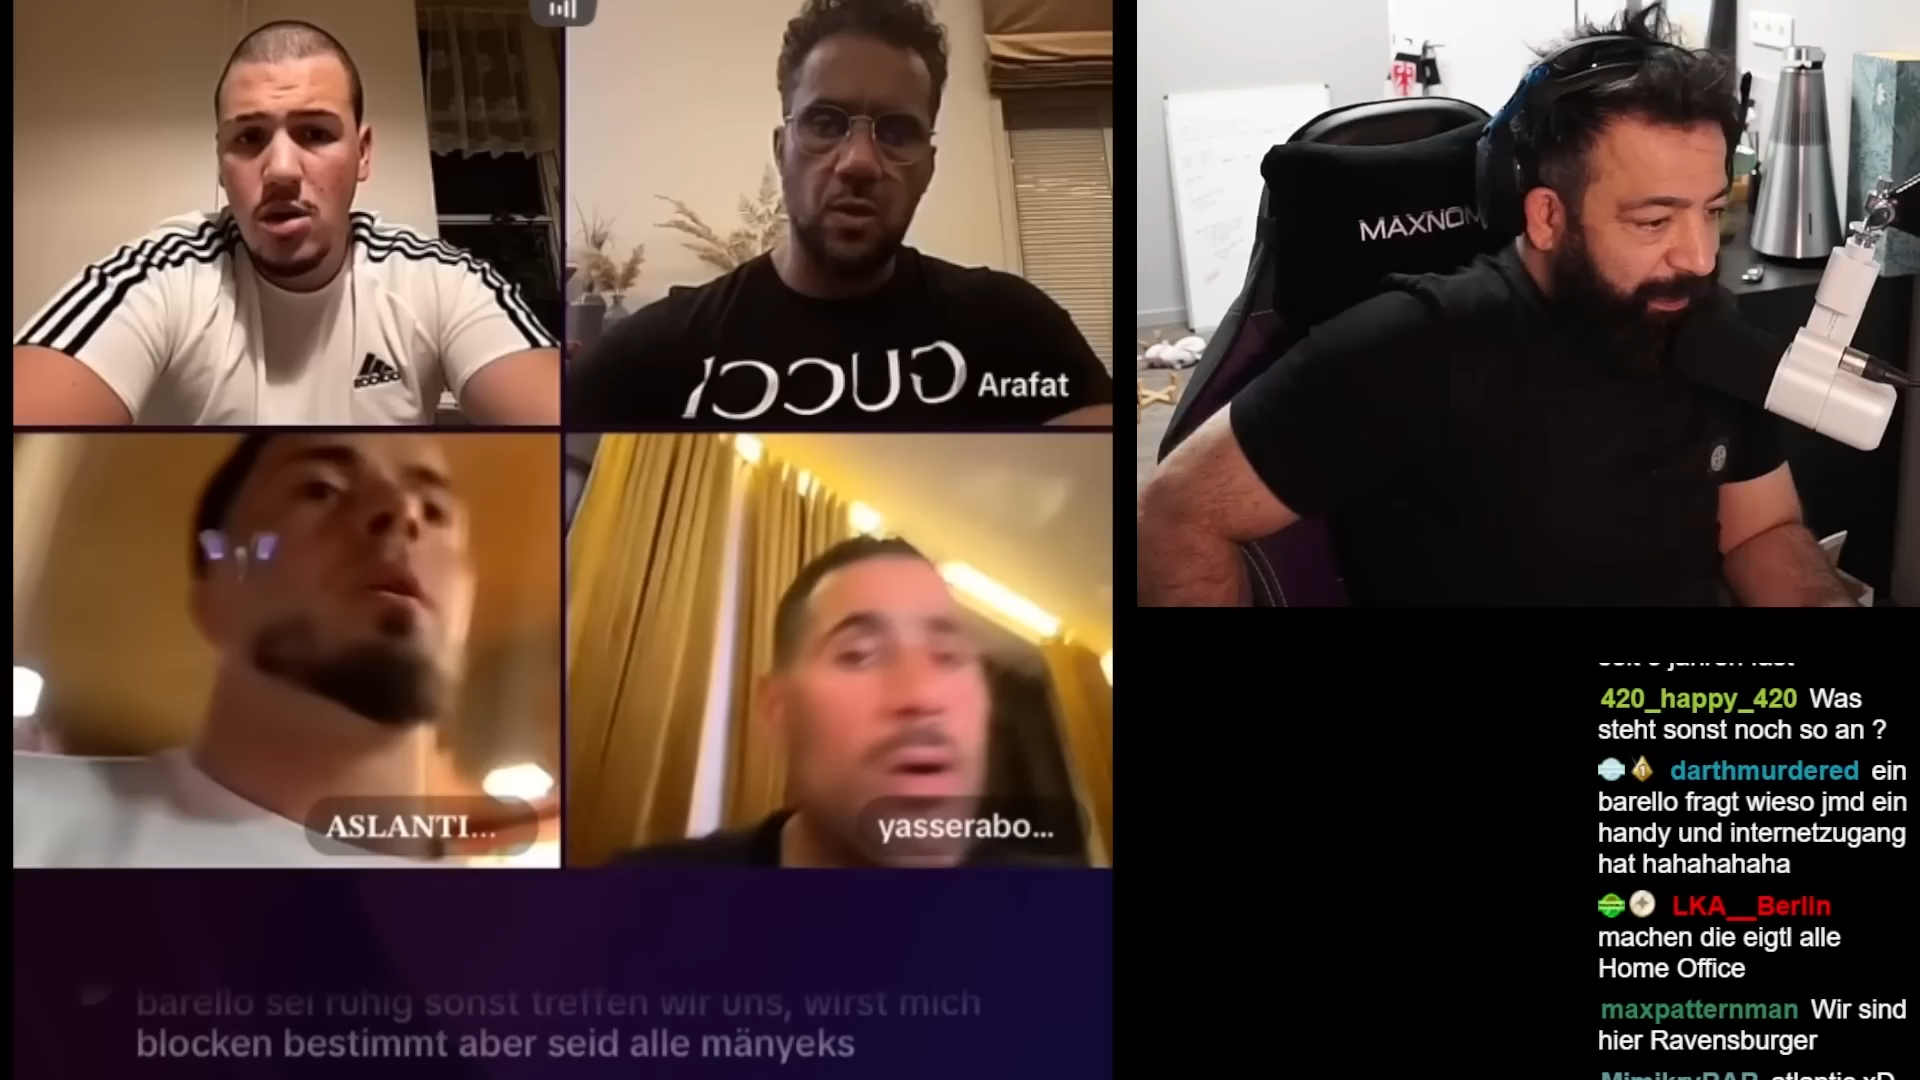 GUCCI
Arafat
adidas
MAXNOM
ASLANTI...
yasserabo...
barello sei ruhig sonst treffen wir uns, wirst mich
blocken bestimmt aber seid alle mänyeks
420_happy_420 Was
steht sonst noch so an ?
darthmurdered ein
barello fragt wieso jmd ein
handy und internetzugang
hat hahahahaha
LKA__Berlin
machen die eigtl alle
Home Office
maxpatternman Wir sind
hier Ravensburger